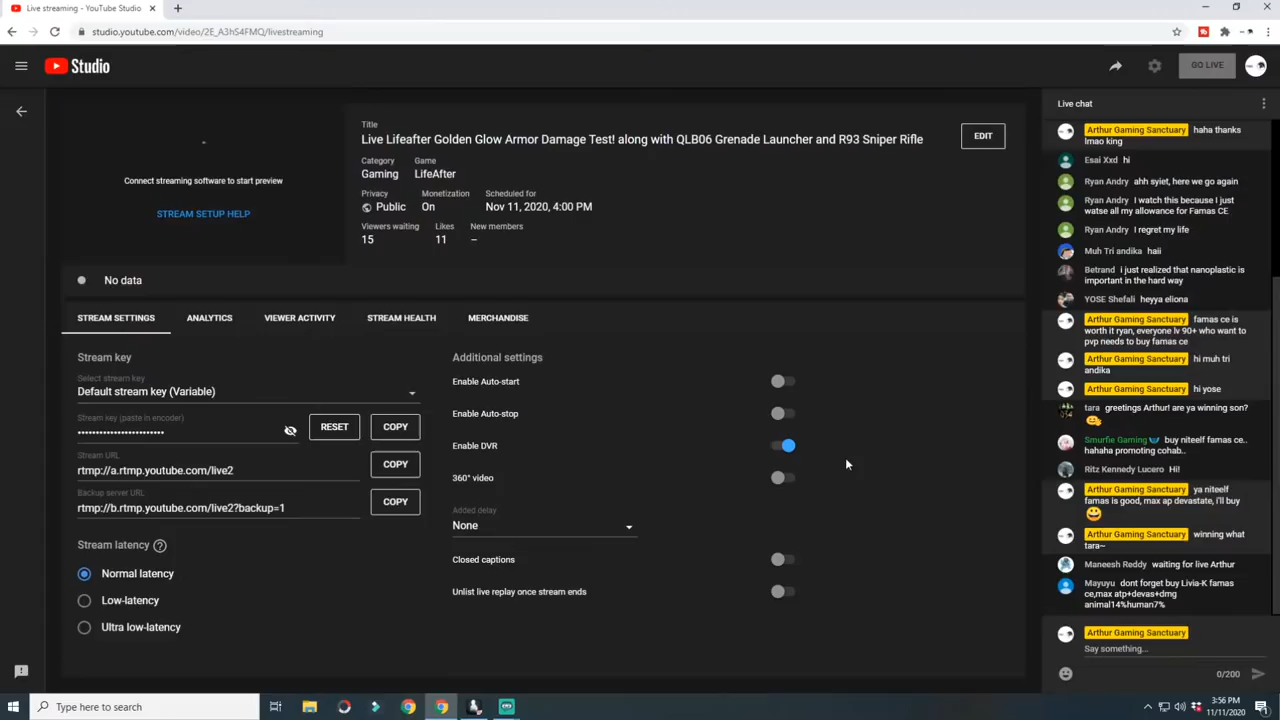 Live streaming - YouTube Studio
studio.youtube.com/video/2E_A3hS4FMQ/livestreaming
Studio
GO LIVE
Connect streaming software to start preview
STREAM SETUP HELP
Title
Live Lifeafter Golden Glow Armor Damage Test! along with QLB06 Grenade Launcher and R93 Sniper Rifle
EDIT
Category Game
Gaming LifeAfter
Privacy Monetization Scheduled for
Public On Nov 11, 2020, 4:00 PM
Viewers waiting Likes New members
15 11 –
No data
STREAM SETTINGS ANALYTICS VIEWER ACTIVITY STREAM HEALTH MERCHANDISE
Stream key
Select stream key
Default stream key (Variable)
Stream key (paste in encoder)
••••••••••••••••••••••••
RESET COPY
Stream URL
rtmp://a.rtmp.youtube.com/live2
COPY
Backup server URL
rtmp://b.rtmp.youtube.com/live2?backup=1
COPY
Stream latency
Normal latency
Low-latency
Ultra low-latency
Additional settings
Enable Auto-start
Enable Auto-stop
Enable DVR
360° video
Added delay
None
Closed captions
Unlist live replay once stream ends
Live chat
Arthur Gaming Sanctuary haha thanks
lmao king
Esai Xxd hi
Ryan Andry ahh syiet, here we go again
Ryan Andry I watch this because I just
watse all my allowance for Famas CE
Ryan Andry I regret my life
Muh Tri andika haii
Betrand i just realized that nanoplastic is
important in the hard way
YOSE Shefali heyya eliona
Arthur Gaming Sanctuary famas ce is
worth it ryan, everyone lv 90+ who want to
pvp needs to buy famas ce
Arthur Gaming Sanctuary hi muh tri
andika
Arthur Gaming Sanctuary hi yose
tara greetings Arthur! are ya winning son?
Smurfie Gaming buy niteelf famas ce..
hahaha promoting cohab..
Ritz Kennedy Lucero Hi!
Arthur Gaming Sanctuary ya niteelf
famas is good, max ap devastate, i'll buy
Arthur Gaming Sanctuary winning what
tara~
Maneesh Reddy waiting for live Arthur
Mayuyu dont forget buy Livia-K famas
ce,max atp+devas+dmg
animal14%human7%
Arthur Gaming Sanctuary
Say something...
0/200
Type here to search
3:56 PM
11/11/2020